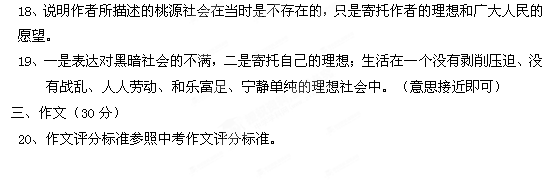 18、说明作者所描述的桃源社会在当时是不存在的，只是寄托作者的理想和广大人民的
愿望。
19、一是表达对黑暗社会的不满，二是寄托自己的理想；生活在一个没有剥削压迫、没
有战乱、人人劳动、和乐富足、宁静单纯的理想社会中。（意思接近即可）
三、作文（30 分）
20、作文评分标准参照中考作文评分标准。